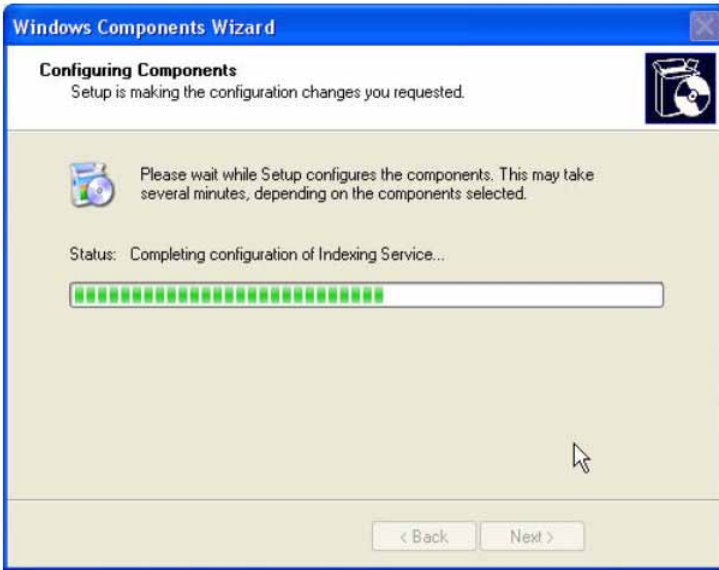 Windows Components Wizard
Configuring Components
Setup is making the configuration changes you requested.
Please wait while Setup configures the components. This may take
several minutes, depending on the components selected.
Status: Completing configuration of Indexing Service...
< Back Next >